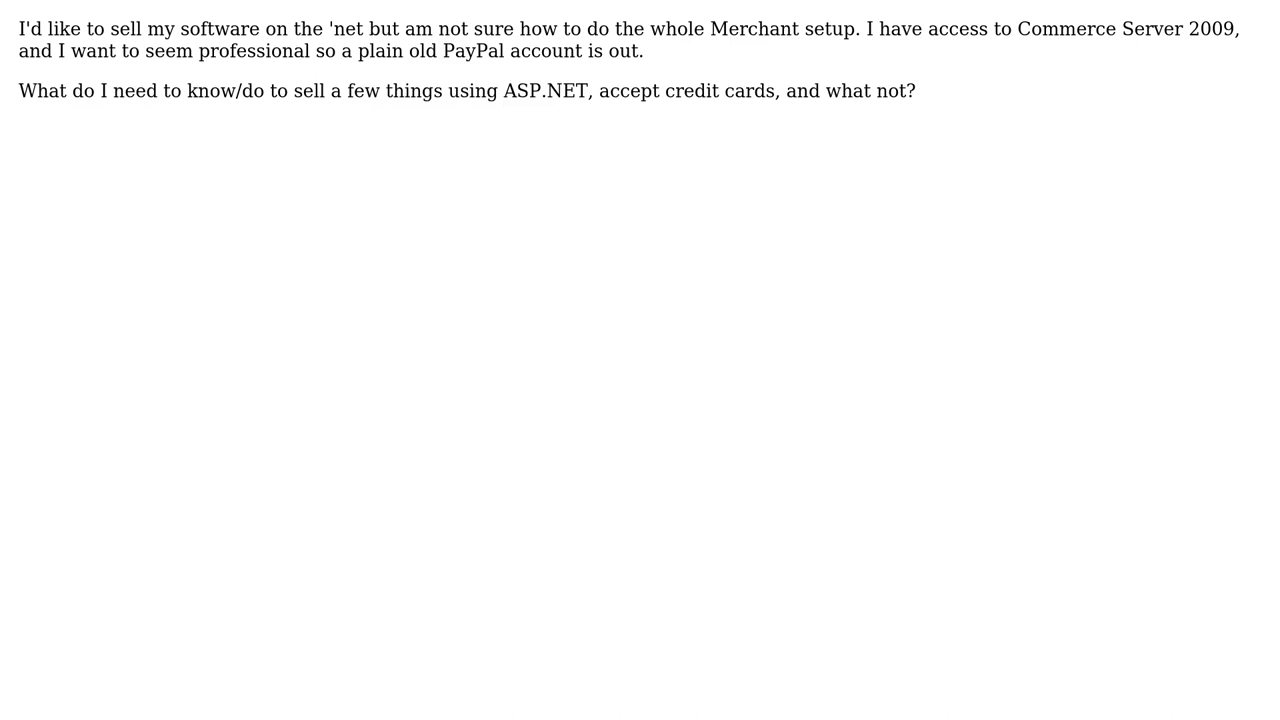 I'd like to sell my software on the 'net but am not sure how to do the whole Merchant setup. I have access to Commerce Server 2009,
and I want to seem professional so a plain old PayPal account is out.
What do I need to know/do to sell a few things using ASP.NET, accept credit cards, and what not?